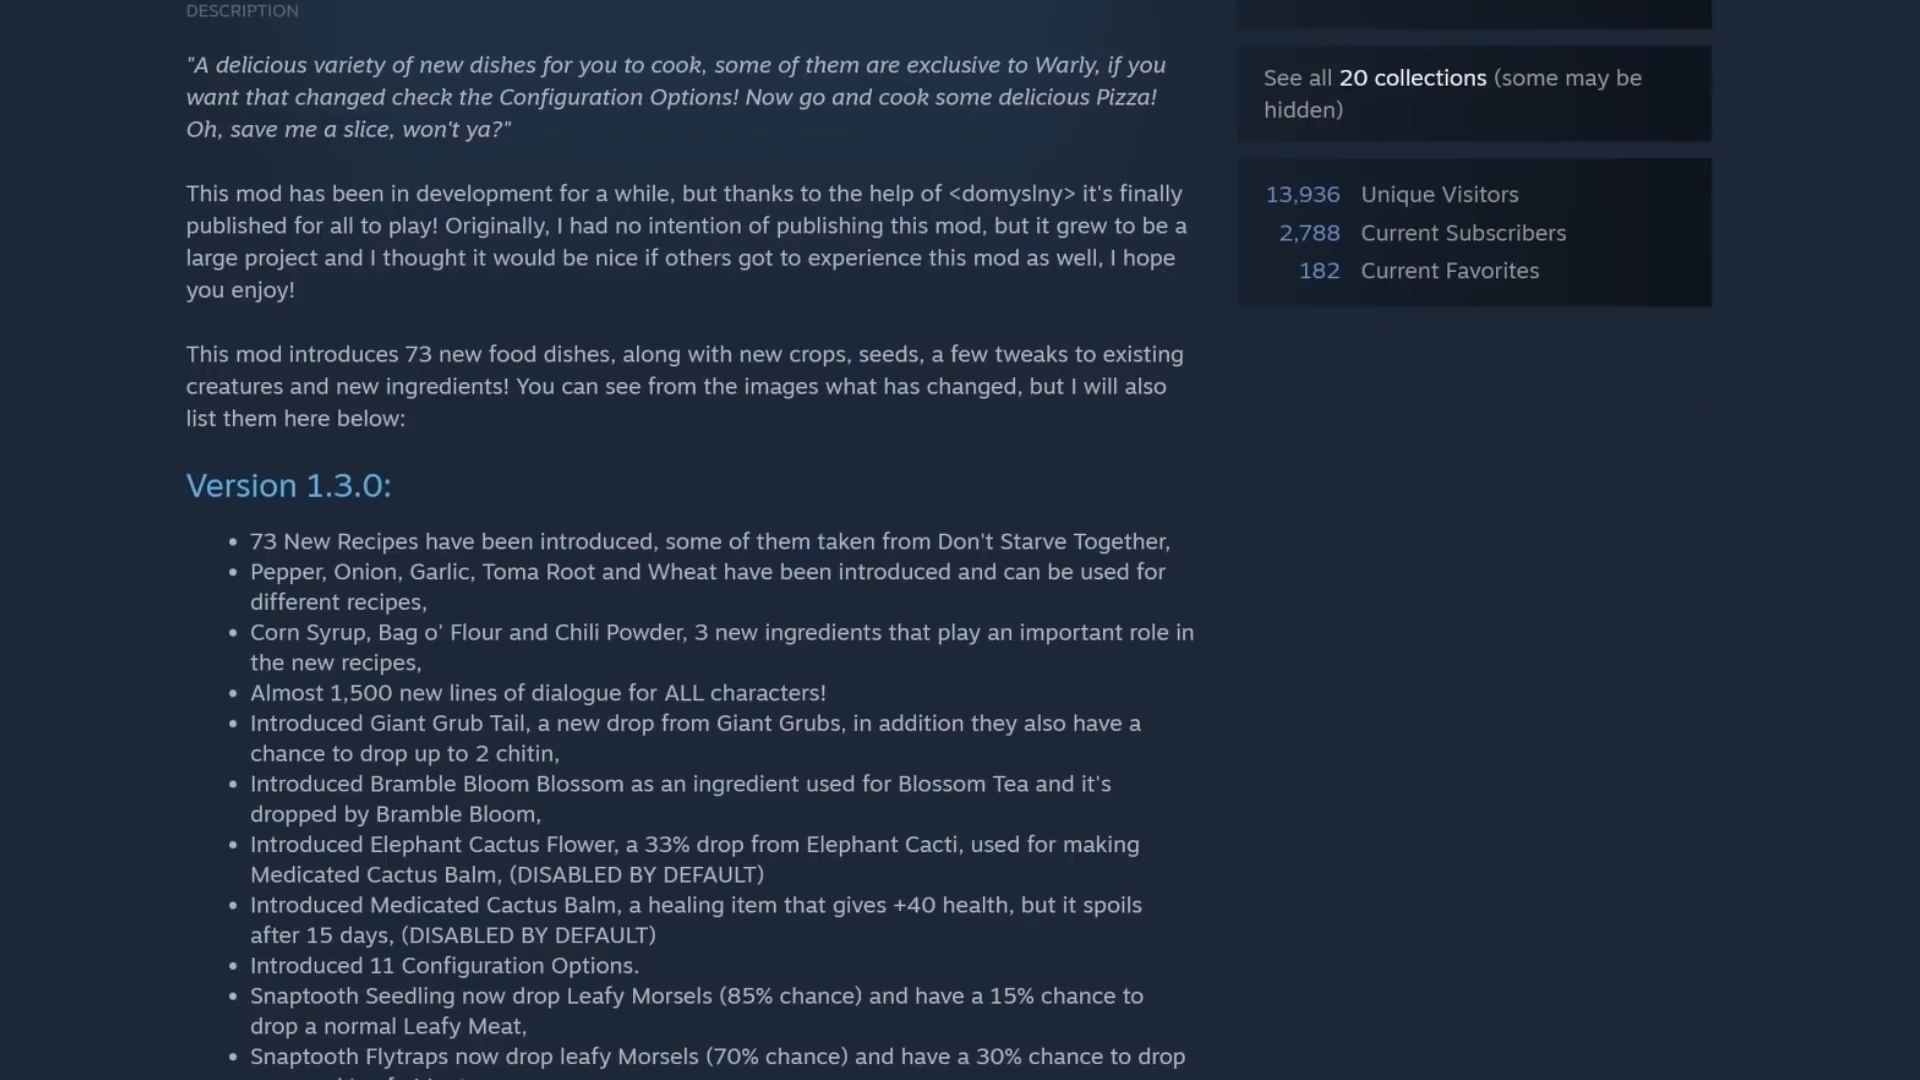 DESCRIPTION
"A delicious variety of new dishes for you to cook, some of them are exclusive to Warly, if you
want that changed check the Configuration Options! Now go and cook some delicious Pizza!
Oh, save me a slice, won't ya?"
This mod has been in development for a while, but thanks to the help of <domyslny> it's finally
published for all to play! Originally, I had no intention of publishing this mod, but it grew to be a
large project and I thought it would be nice if others got to experience this mod as well, I hope
you enjoy!
This mod introduces 73 new food dishes, along with new crops, seeds, a few tweaks to existing
creatures and new ingredients! You can see from the images what has changed, but I will also
list them here below:
Version 1.3.0:
• 73 New Recipes have been introduced, some of them taken from Don't Starve Together,
• Pepper, Onion, Garlic, Toma Root and Wheat have been introduced and can be used for
different recipes,
• Corn Syrup, Bag o' Flour and Chili Powder, 3 new ingredients that play an important role in
the new recipes,
• Almost 1,500 new lines of dialogue for ALL characters!
• Introduced Giant Grub Tail, a new drop from Giant Grubs, in addition they also have a
chance to drop up to 2 chitin,
• Introduced Bramble Bloom Blossom as an ingredient used for Blossom Tea and it's
dropped by Bramble Bloom,
• Introduced Elephant Cactus Flower, a 33% drop from Elephant Cacti, used for making
Medicated Cactus Balm, (DISABLED BY DEFAULT)
• Introduced Medicated Cactus Balm, a healing item that gives +40 health, but it spoils
after 15 days, (DISABLED BY DEFAULT)
• Introduced 11 Configuration Options.
• Snaptooth Seedling now drop Leafy Morsels (85% chance) and have a 15% chance to
drop a normal Leafy Meat,
• Snaptooth Flytraps now drop leafy Morsels (70% chance) and have a 30% chance to drop
See all 20 collections (some may be
hidden)
13,936 Unique Visitors
2,788 Current Subscribers
182 Current Favorites